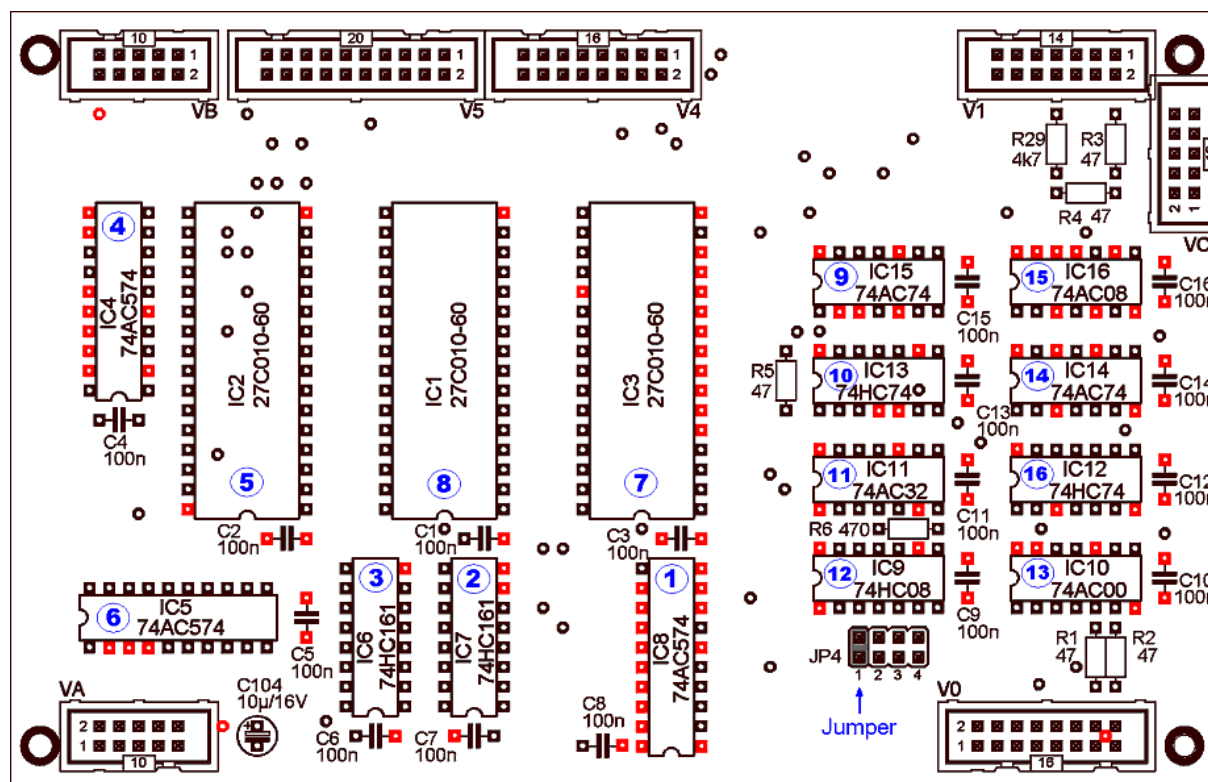 10
1
2
VB
20
1
2
V5
16
1
2
V4
14
1
2
V1
R29
4k7
R3
47
R4 47
2 1
VC
4
IC4
74AC574
C4
100n
5
IC2
27C010-60
C2
100n
8
IC1
27C010-60
C1
100n
7
IC3
27C010-60
C3
100n
9
IC15
74AC74
C15
100n
15
IC16
74AC08
C16
100n
R5
47
10
IC13
74HC74
C13
100n
14
IC14
74AC74
C14
100n
11
IC11
74AC32
C11
100n
16
IC12
74HC74
C12
100n
R6 470
12
IC9
74HC08
C9
100n
13
IC10
74AC00
C10
100n
6
IC5
74AC574
C5
100n
3
IC6
74HC161
C6
100n
2
IC7
74HC161
C7
100n
1
IC8
74AC574
C8
100n
JP4
1 2 3 4
Jumper
R1
47
R2
47
VA
2
1
10
C104
10µ/16V
V0
2
1
16